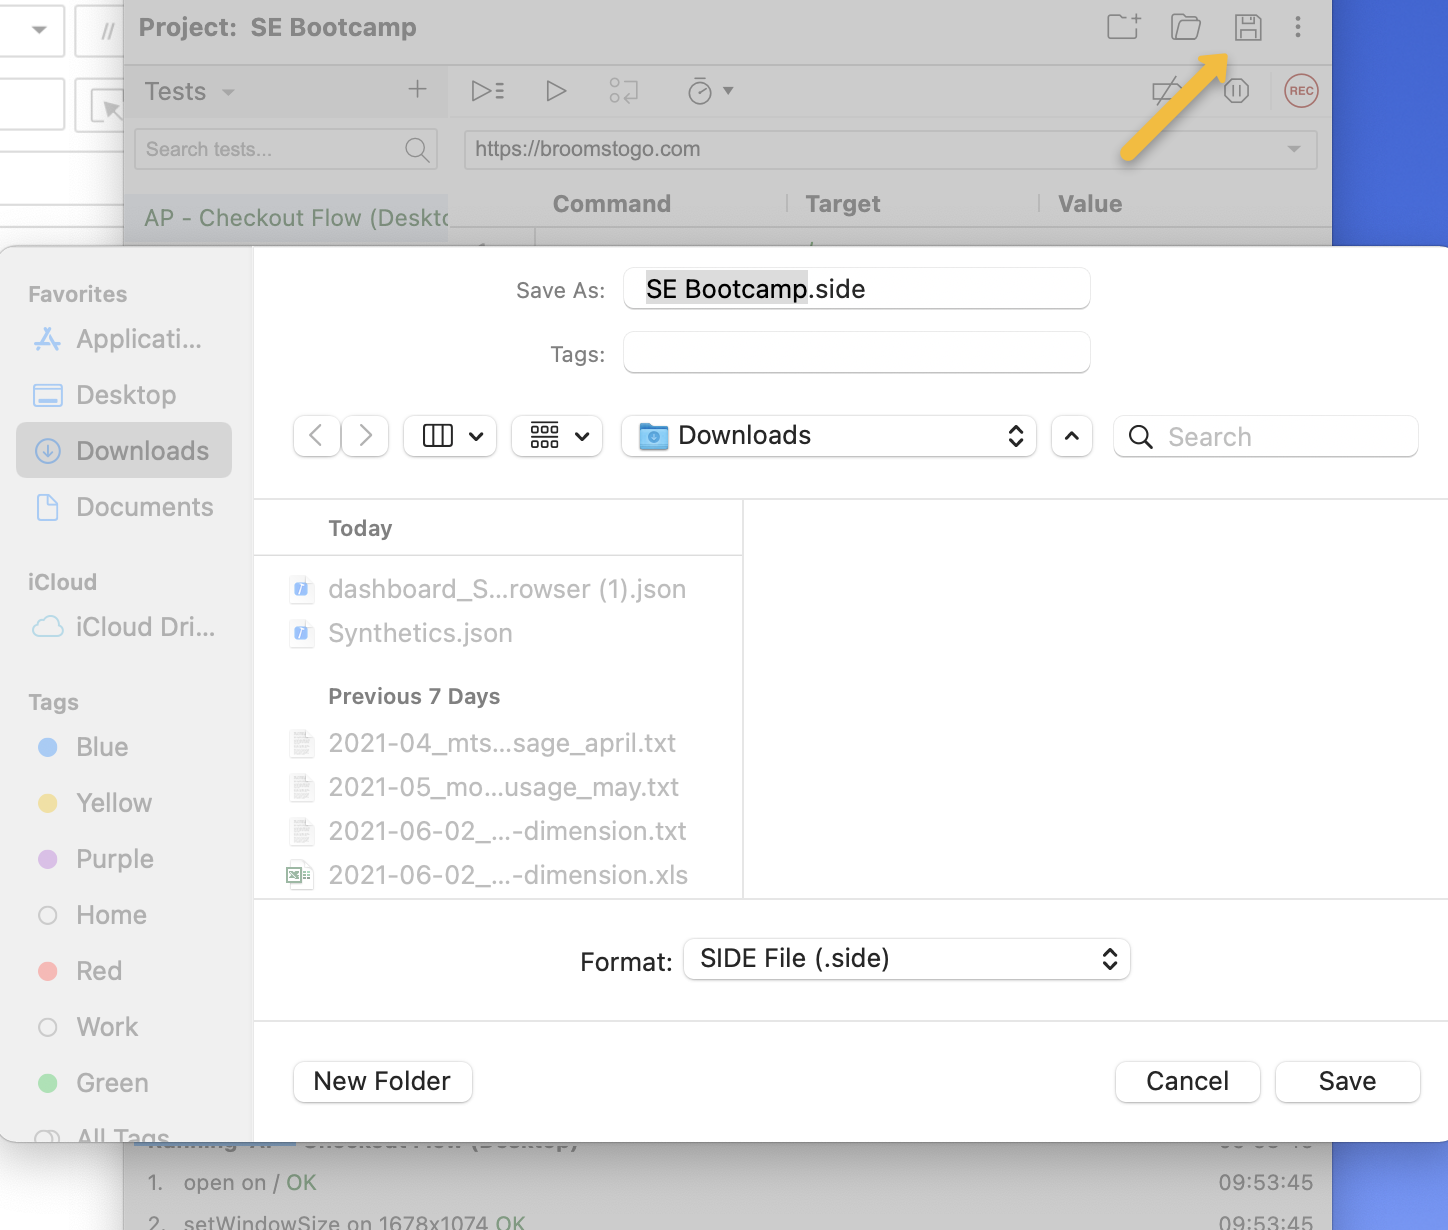 //
Project: SE Bootcamp
Tests
REC
Search tests...
https://broomstogo.com
Command Target Value
AP - Checkout Flow (Deskto
Favorites
Save As: SE Bootcamp.side
Applicati...
Tags:
Desktop
Downloads
Downloads
Search
Documents
Today
iCloud
dashboard_S...rowser (1).json
iCloud Dri...
Synthetics.json
Tags
Previous 7 Days
Blue
2021-04_mts...sage_april.txt
Yellow
2021-05_mo...usage_may.txt
2021-06-02_...-dimension.txt
Purple
2021-06-02_...-dimension.xls
Home
Format: SIDE File (.side)
Red
Work
New Folder
Cancel
Save
Green
All Tags
Checkout Flow (Desktop)
1. open on / OK 09:53:45
2. setWindowSize on 1678x1074 OK 09:53:45